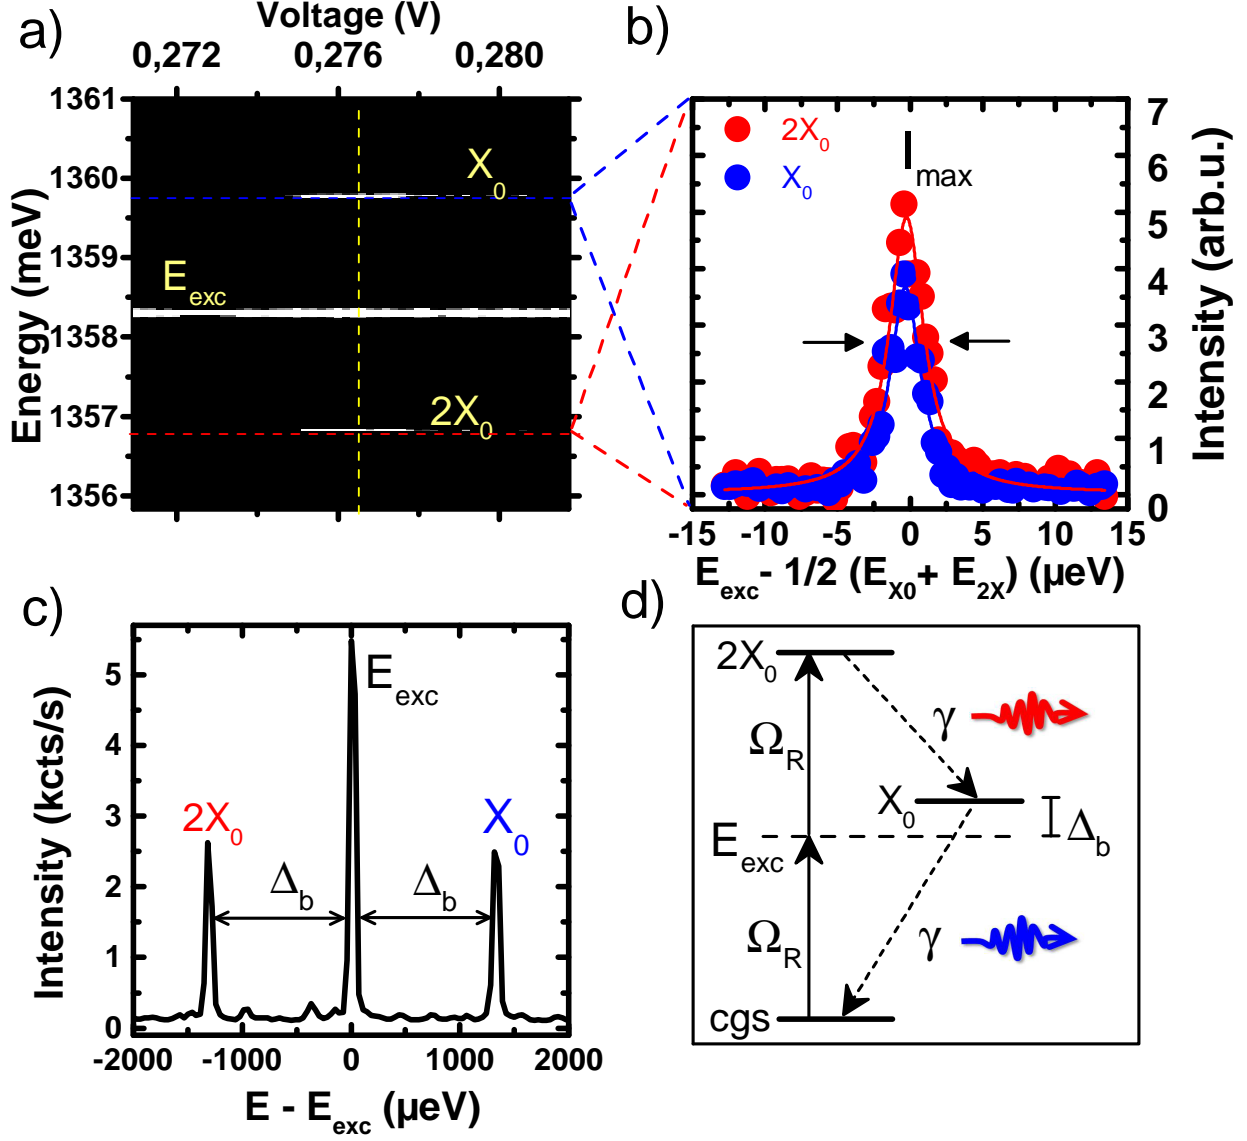 a)
Voltage (V)
0,272 0,276 0,280
Energy (meV)
1361
1360
1359
1358
1357
1356
X0
Eexc
2X0
b)
2X0
X0
Imax
7
6
5
4
3
2
1
0
Intensity (arb.u.)
-15 -10 -5 0 5 10 15
Eexc- 1/2 (EX0+ E2X) (µeV)
c)
Intensity (kcts/s)
5
4
3
2
1
0
Eexc
2X0
X0
Δb Δb
-2000 -1000 0 1000 2000
E - Eexc (µeV)
d)
2X0
γ
ΩR
X0
Δb
Eexc
ΩR
γ
cgs